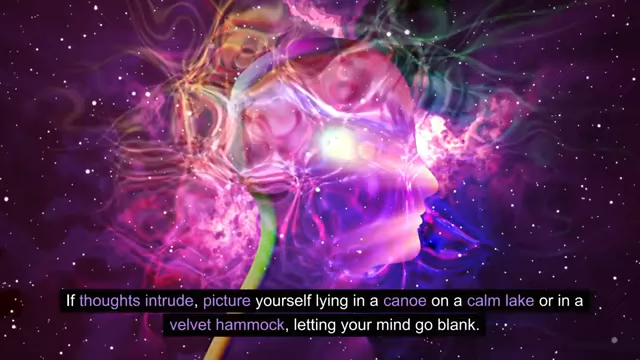 If thoughts intrude, picture yourself lying in a canoe on a calm lake or in a
velvet hammock, letting your mind go blank.